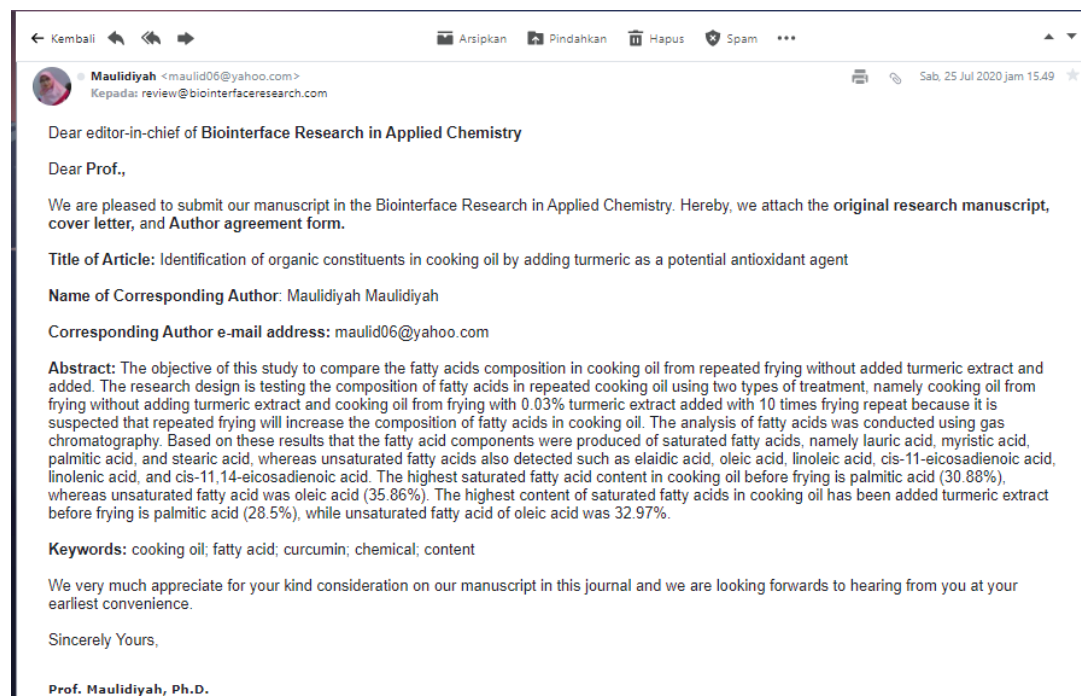 Kembali Arsipkan Pindahkan Hapus Spam
Maulidiyah <maulid06@yahoo.com> Sab, 25 Jul 2020 jam 15.49
Kepada: review@biointerfaceresearch.com
Dear editor-in-chief of Biointerface Research in Applied Chemistry
Dear Prof.,
We are pleased to submit our manuscript in the Biointerface Research in Applied Chemistry. Hereby, we attach the original research manuscript,
cover letter, and Author agreement form.
Title of Article: Identification of organic constituents in cooking oil by adding turmeric as a potential antioxidant agent
Name of Corresponding Author: Maulidiyah Maulidiyah
Corresponding Author e-mail address: maulid06@yahoo.com
Abstract: The objective of this study to compare the fatty acids composition in cooking oil from repeated frying without added turmeric extract and
added. The research design is testing the composition of fatty acids in repeated cooking oil using two types of treatment, namely cooking oil from
frying without adding turmeric extract and cooking oil from frying with 0.03% turmeric extract added with 10 times frying repeat because it is
suspected that repeated frying will increase the composition of fatty acids in cooking oil. The analysis of fatty acids was conducted using gas
chromatography. Based on these results that the fatty acid components were produced of saturated fatty acids, namely lauric acid, myristic acid,
palmitic acid, and stearic acid, whereas unsaturated fatty acids also detected such as elaidic acid, oleic acid, linoleic acid, cis-11-eicosadienoic acid,
linolenic acid, and cis-11,14-eicosadienoic acid. The highest saturated fatty acid content in cooking oil before frying is palmitic acid (30.88%),
whereas unsaturated fatty acid was oleic acid (35.86%). The highest content of saturated fatty acids in cooking oil has been added turmeric extract
before frying is palmitic acid (28.5%), while unsaturated fatty acid of oleic acid was 32.97%.
Keywords: cooking oil; fatty acid; curcumin; chemical; content
We very much appreciate for your kind consideration on our manuscript in this journal and we are looking forwards to hearing from you at your
earliest convenience.
Sincerely Yours,
Prof. Maulidiyah, Ph.D.